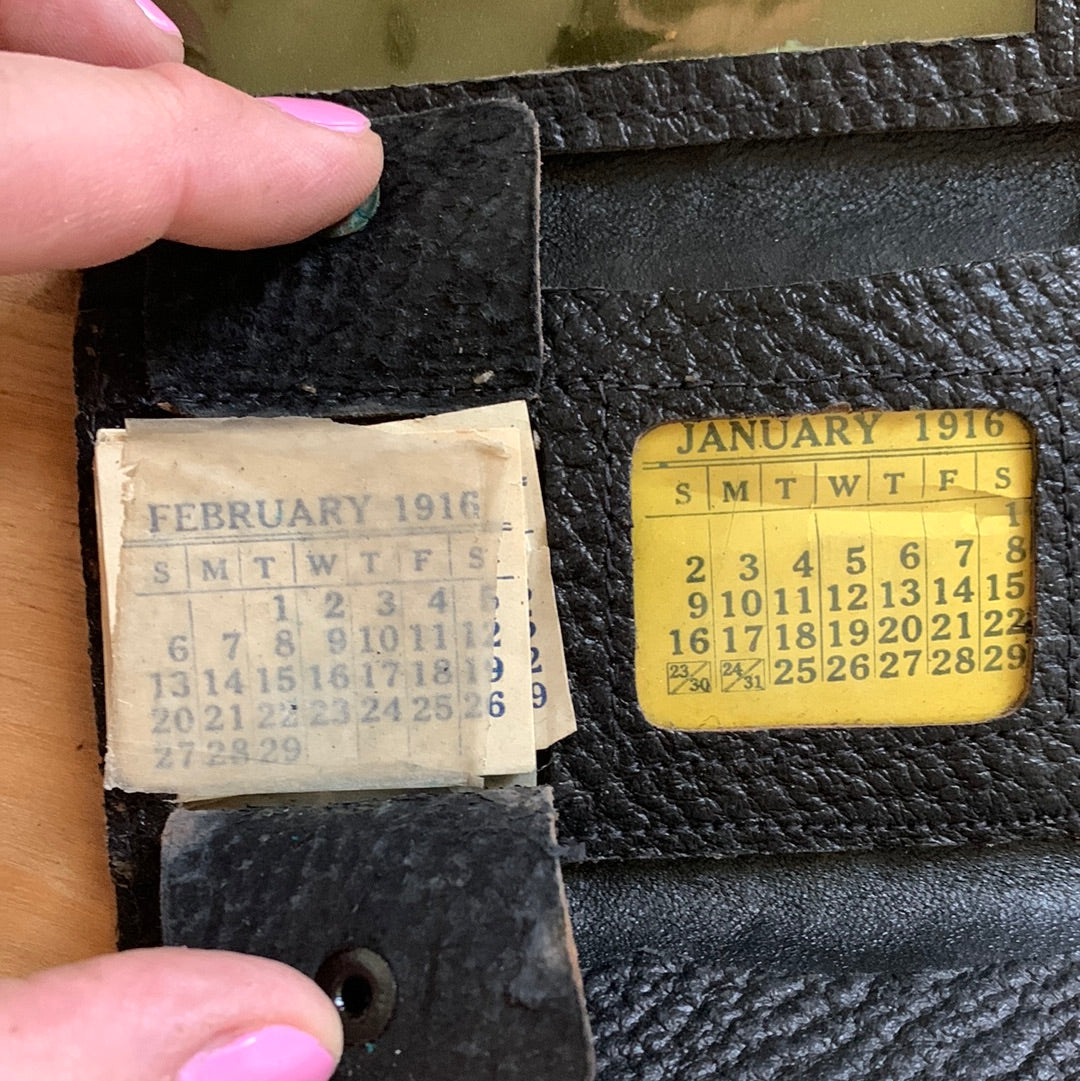 FEBRUARY 1916
S M T W T F S
1 2 3 4 5
6 7 8 9 10 11 12
13 14 15 16 17 18 19
20 21 22 23 24 25 26
27 28 29
2
9
JANUARY 1916
S M T W T F S
1
2 3 4 5 6 7 8
9 10 11 12 13 14 15
16 17 18 19 20 21 22
23/30 24/31 25 26 27 28 29